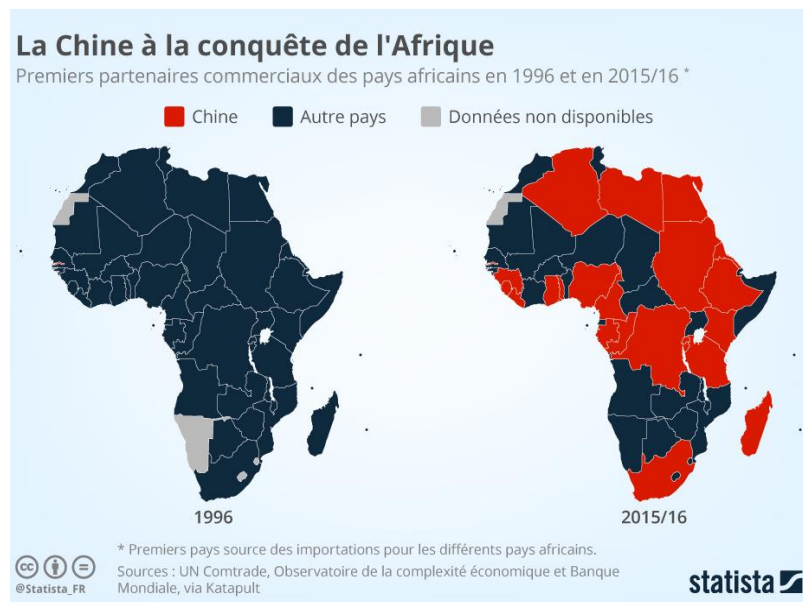 La Chine à la conquête de l'Afrique
Premiers partenaires commerciaux des pays africains en 1996 et en 2015/16 *
Chine Autre pays Données non disponibles
1996 2015/16
* Premiers pays source des importations pour les différents pays africains.
Sources : UN Comtrade, Observatoire de la complexité économique et Banque
Mondiale, via Katapult
cc
@Statista_FR
statista